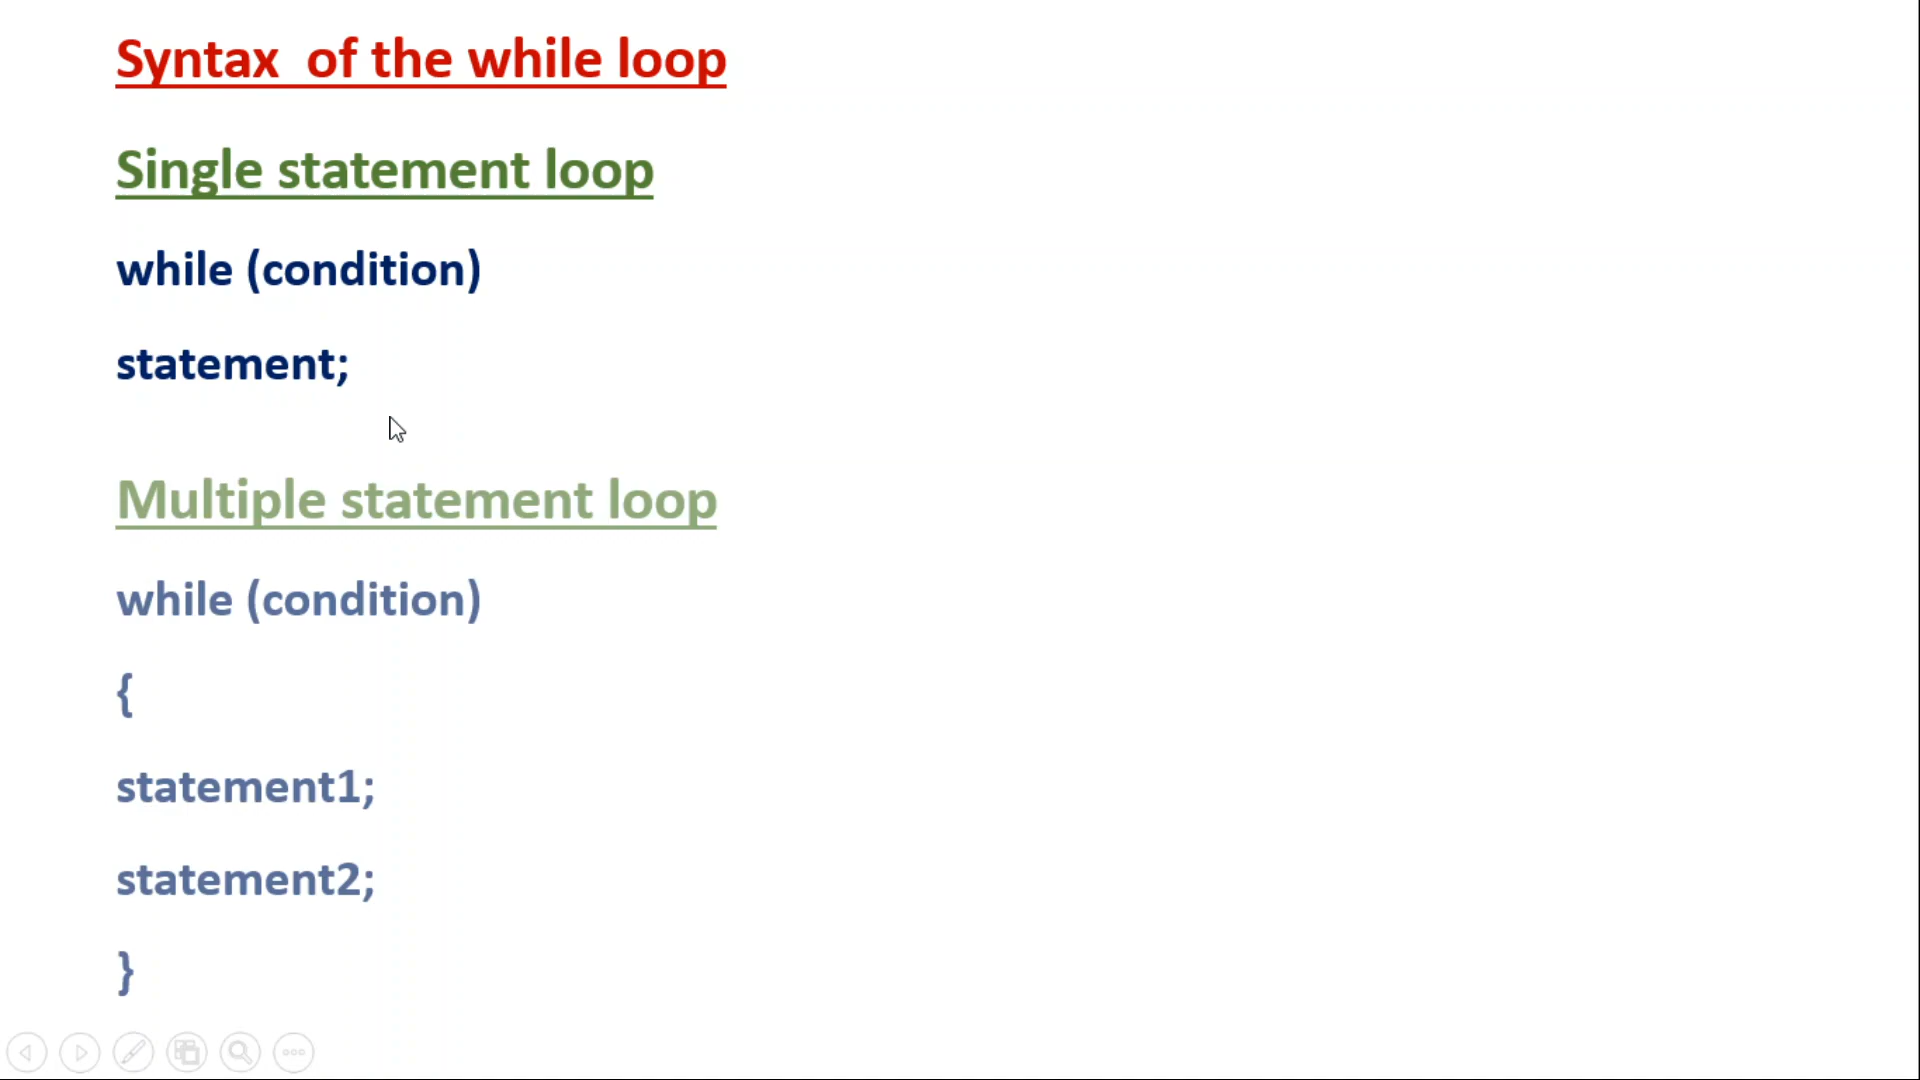 Syntax  of the while loop
Single statement loop
while (condition)
statement;
Multiple statement loop
while (condition)
{
statement1;
statement2;
}